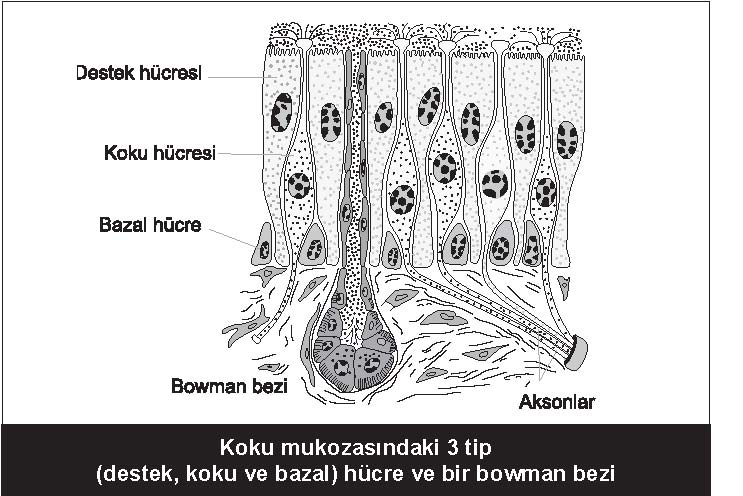 Destek hücresi
Koku hücresi
Bazal hücre
Bowman bezi
Aksonlar
Koku mukozasındaki 3 tip
(destek, koku ve bazal) hücre ve bir bowman bezi